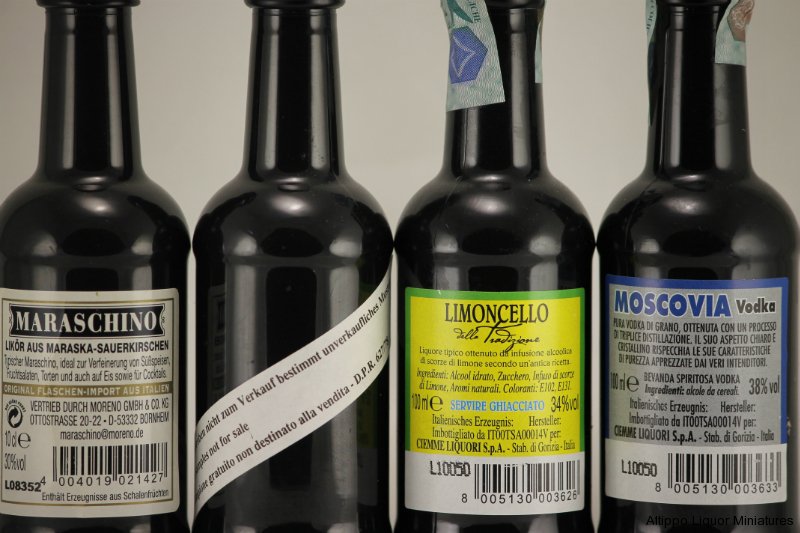 MARASCHINO
LIKÖR AUS MARASKA-SAUERKIRSCHEN
Typischer Maraschino, ideal zur Verfeinerung von Süßspeisen,
Fruchtsalaten, Torten und auch auf Eis sowie für Cocktails.
ORIGINAL FLASCHEN-IMPORT AUS ITALIEN
VERTRIEB DURCH MORENO GMBH & CO. KG
OTTOSTRASSE 20-22 - D-53332 BORNHEIM
maraschino@moreno.de
10 cl e
30%vol
L08352
4 004019 021427
Enthält Erzeugnisse aus Schalenfrüchten
nicht zum Verkauf bestimmt unverkaufliches
not for sale
gratuito non destinato alla vendita - D.P.R.
LIMONCELLO
della Tradizione
Liquore tipico ottenuto da infusione alcoolica
di scorze di limone secondo un'antica ricetta.
Ingredienti: Alcool idrato, Zucchero, Infuso di scorze
di Limone, Aromi naturali. Coloranti: E102, E131.
100 ml e SERVIRE GHIACCIATO 34%vol
Italienisches Erzeugnis: Hersteller:
Imbottigliato da IT00TSA00014V per:
CIEMME LIQUORI S.p.A. - Stab. di Gorizia - Italia
L10050
8 005130 003626
MOSCOVIA Vodka
PURA VODKA DI GRANO, OTTENUTA CON UN PROCESSO
DI TRIPLICE DISTILLAZIONE. IL SUO ASPETTO CHIARO E
CRISTALLINO RISPECCHIA LE SUE CARATTERISTICHE
DI PUREZZA APPREZZATE DAI VERI INTENDITORI.
100 ml e BEVANDA SPIRITOSA VODKA 38%vol
Ingredienti: alcole da cereali.
Italienisches Erzeugnis: Hersteller:
Imbottigliato da IT00TSA00014V per:
CIEMME LIQUORI S.p.A. - Stab. di Gorizia - Italia
L10050
8 005130 003633
Altippo Liquor Miniatures